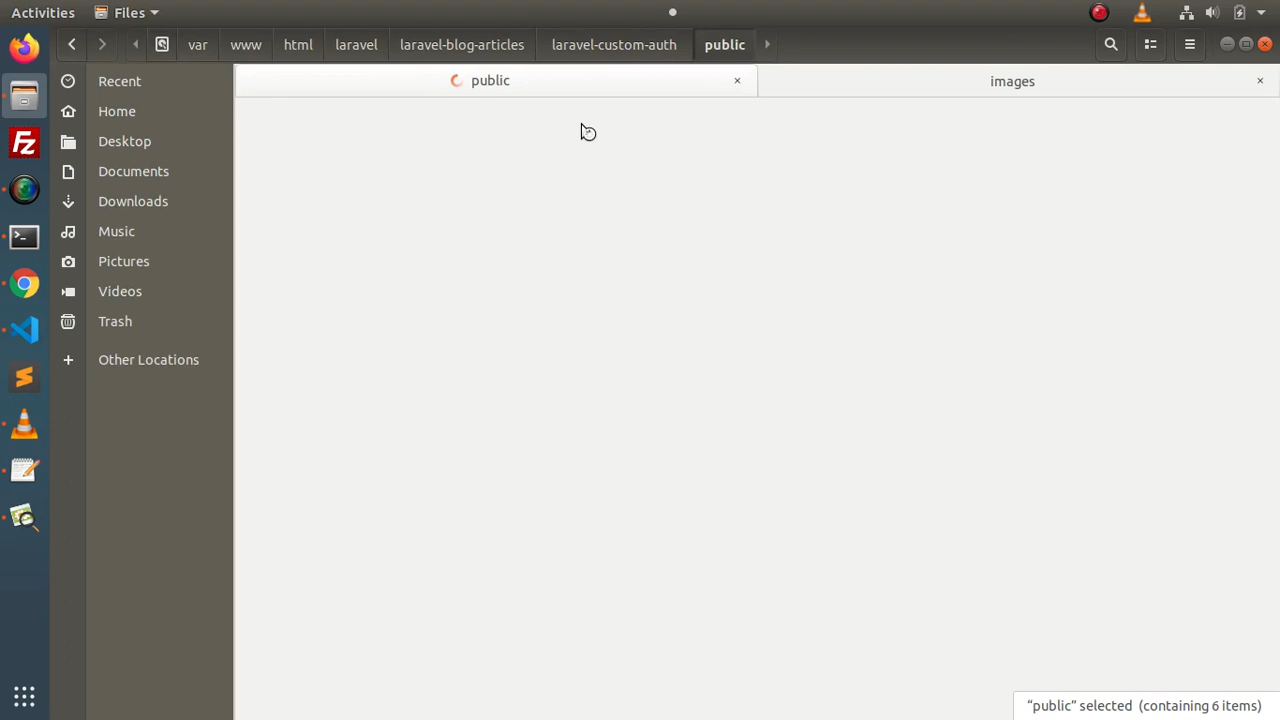 Activities
Files
var
www
html
laravel
laravel-blog-articles
laravel-custom-auth
public
public
images
Recent
Home
Desktop
Documents
Downloads
Music
Pictures
Videos
Trash
Other Locations
"public" selected (containing 6 items)